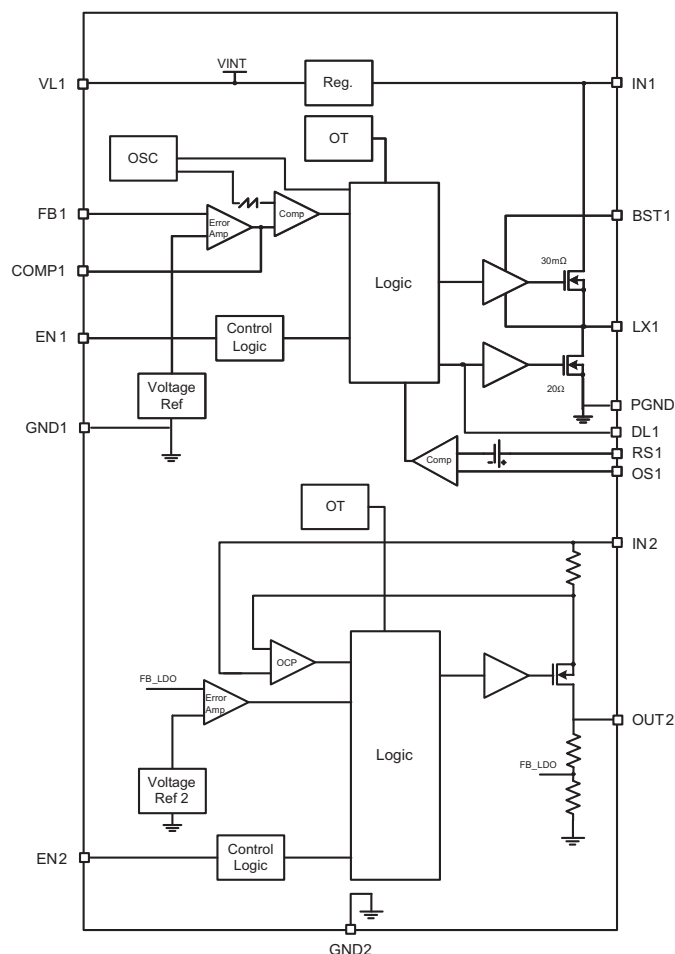 VINT
VL1
Reg.
IN1
OT
OSC
FB1
Error
Amp
Comp
BST1
30mΩ
COMP1
Logic
EN1
Control
Logic
LX1
Voltage
Ref
20Ω
PGND
GND1
DL1
Comp
- +
RS1
OS1
OT
IN2
OCP
FB_LDO
Error
Amp
OUT2
Logic
FB_LDO
Voltage
Ref 2
EN2
Control
Logic
GND2